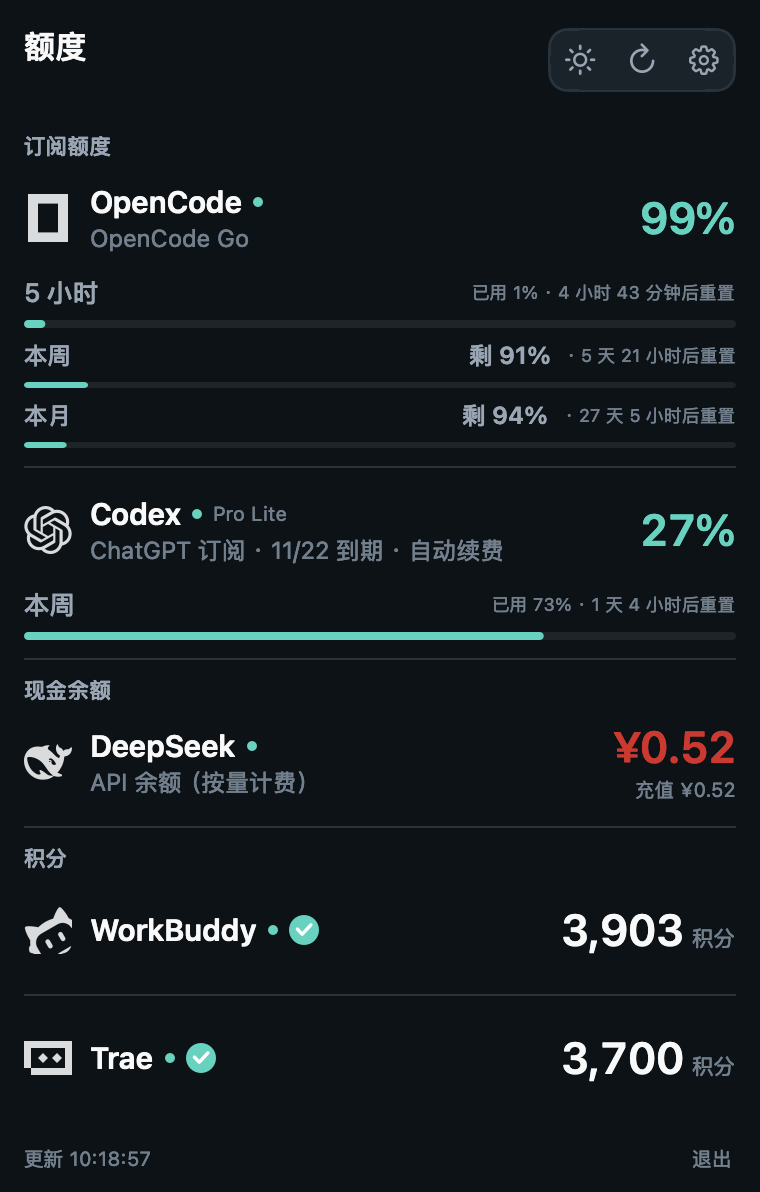 额度
订阅额度
OpenCode
OpenCode Go
99%
5 小时
已用 1% · 4 小时 43 分钟后重置
本周
剩 91% · 5 天 21 小时后重置
本月
剩 94% · 27 天 5 小时后重置
Codex Pro Lite
ChatGPT 订阅 · 11/22 到期 · 自动续费
27%
本周
已用 73% · 1 天 4 小时后重置
现金余额
DeepSeek
API 余额（按量计费）
¥0.52
充值 ¥0.52
积分
WorkBuddy
3,903 积分
Trae
3,700 积分
更新 10:18:57
退出